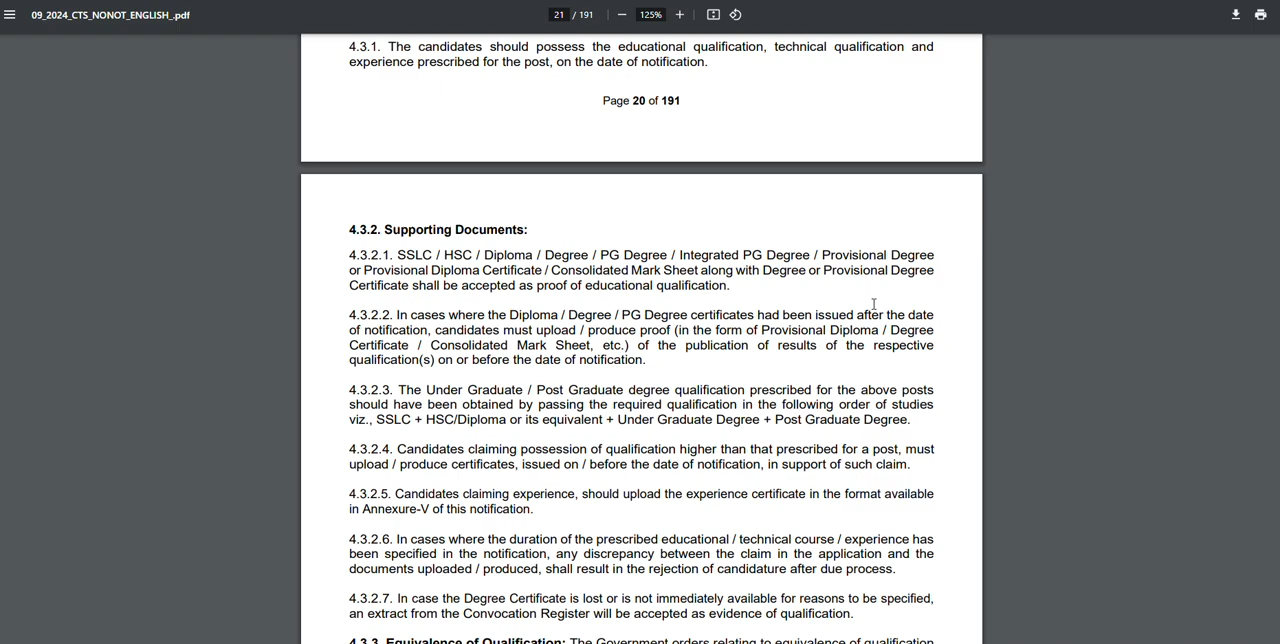 09_2024_CTS_NONOT_ENGLISH_.pdf 21 / 191 — 125% +
4.3.1. The candidates should possess the educational qualification, technical qualification and
experience prescribed for the post, on the date of notification.
Page 20 of 191
4.3.2. Supporting Documents:
4.3.2.1. SSLC / HSC / Diploma / Degree / PG Degree / Integrated PG Degree / Provisional Degree
or Provisional Diploma Certificate / Consolidated Mark Sheet along with Degree or Provisional Degree
Certificate shall be accepted as proof of educational qualification.
4.3.2.2. In cases where the Diploma / Degree / PG Degree certificates had been issued after the date
of notification, candidates must upload / produce proof (in the form of Provisional Diploma / Degree
Certificate / Consolidated Mark Sheet, etc.) of the publication of results of the respective
qualification(s) on or before the date of notification.
4.3.2.3. The Under Graduate / Post Graduate degree qualification prescribed for the above posts
should have been obtained by passing the required qualification in the following order of studies
viz., SSLC + HSC/Diploma or its equivalent + Under Graduate Degree + Post Graduate Degree.
4.3.2.4. Candidates claiming possession of qualification higher than that prescribed for a post, must
upload / produce certificates, issued on / before the date of notification, in support of such claim.
4.3.2.5. Candidates claiming experience, should upload the experience certificate in the format available
in Annexure-V of this notification.
4.3.2.6. In cases where the duration of the prescribed educational / technical course / experience has
been specified in the notification, any discrepancy between the claim in the application and the
documents uploaded / produced, shall result in the rejection of candidature after due process.
4.3.2.7. In case the Degree Certificate is lost or is not immediately available for reasons to be specified,
an extract from the Convocation Register will be accepted as evidence of qualification.
4.3.3. Equivalence of Qualification: The Government orders relating to equivalence of qualification